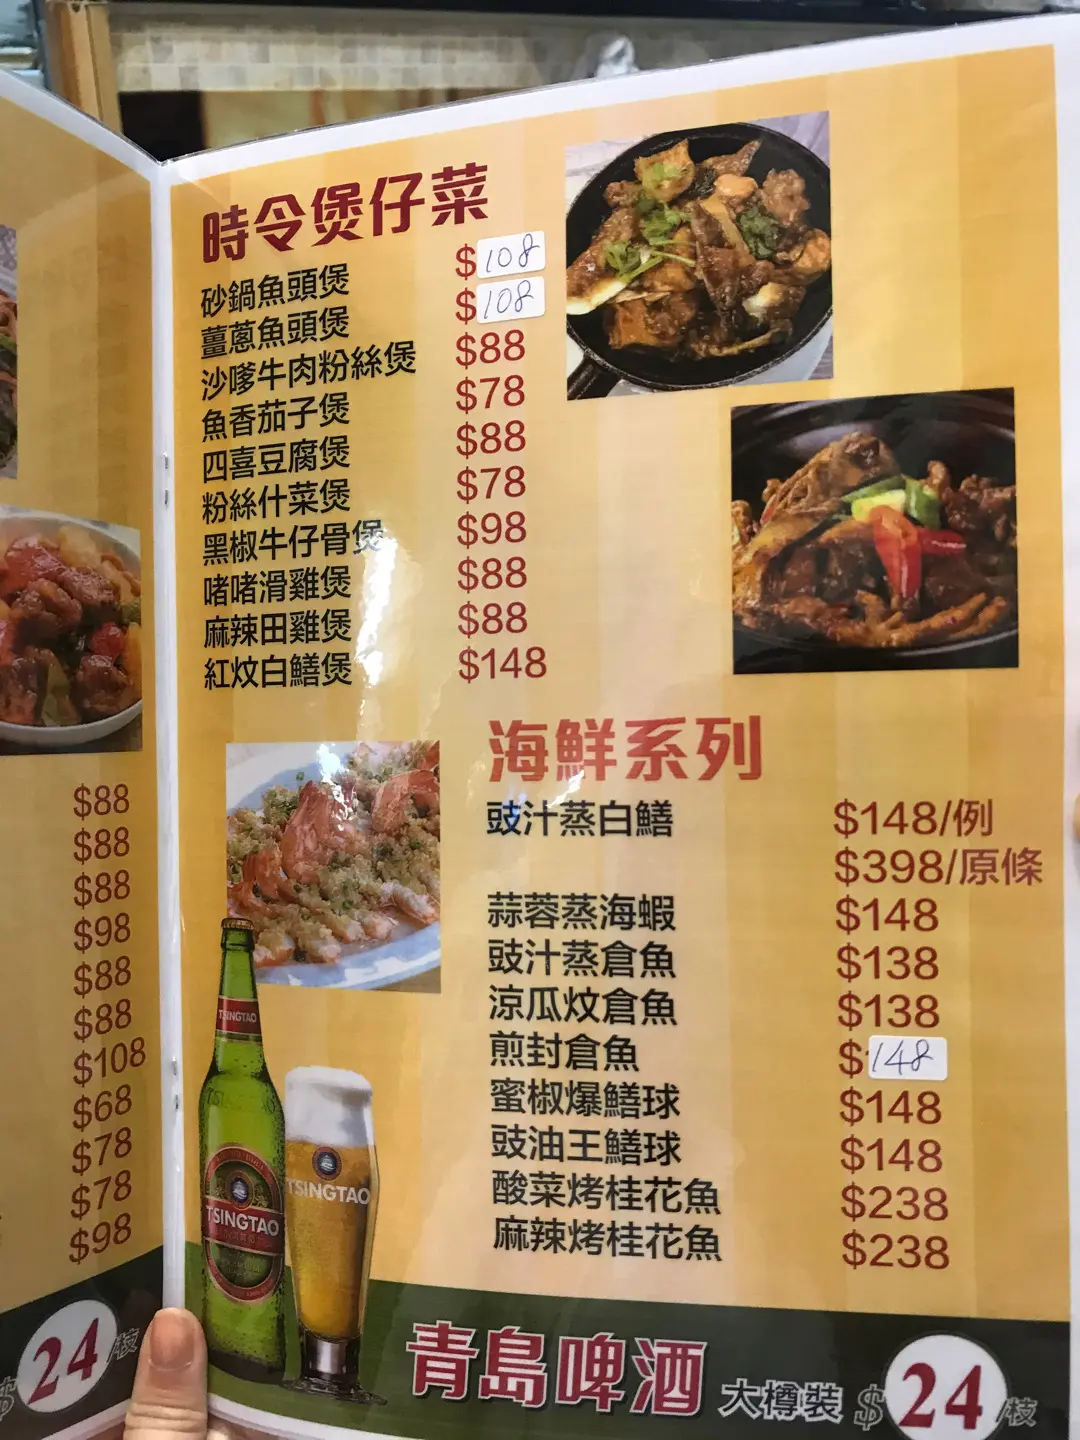 $88
$88
$88
$98
$88
$88
$108
$68
$78
$78
$98
$24/枝
時令煲仔菜
砂鍋魚頭煲 $108
薑蔥魚頭煲 $108
沙嗲牛肉粉絲煲 $88
魚香茄子煲 $78
四喜豆腐煲 $88
粉絲什菜煲 $78
黑椒牛仔骨煲 $98
啫啫滑雞煲 $88
麻辣田雞煲 $88
紅炆白鱔煲 $148
海鮮系列
豉汁蒸白鱔 $148/例
$398/原條
蒜蓉蒸海蝦 $148
豉汁蒸倉魚 $138
涼瓜炆倉魚 $138
煎封倉魚 $148
蜜椒爆鱔球 $148
豉油王鱔球 $148
酸菜烤桂花魚 $238
麻辣烤桂花魚 $238
TSINGTAO
TSINGTAO
TSINGTAO
TSINGTAO
青島啤酒 大樽裝 $24/枝